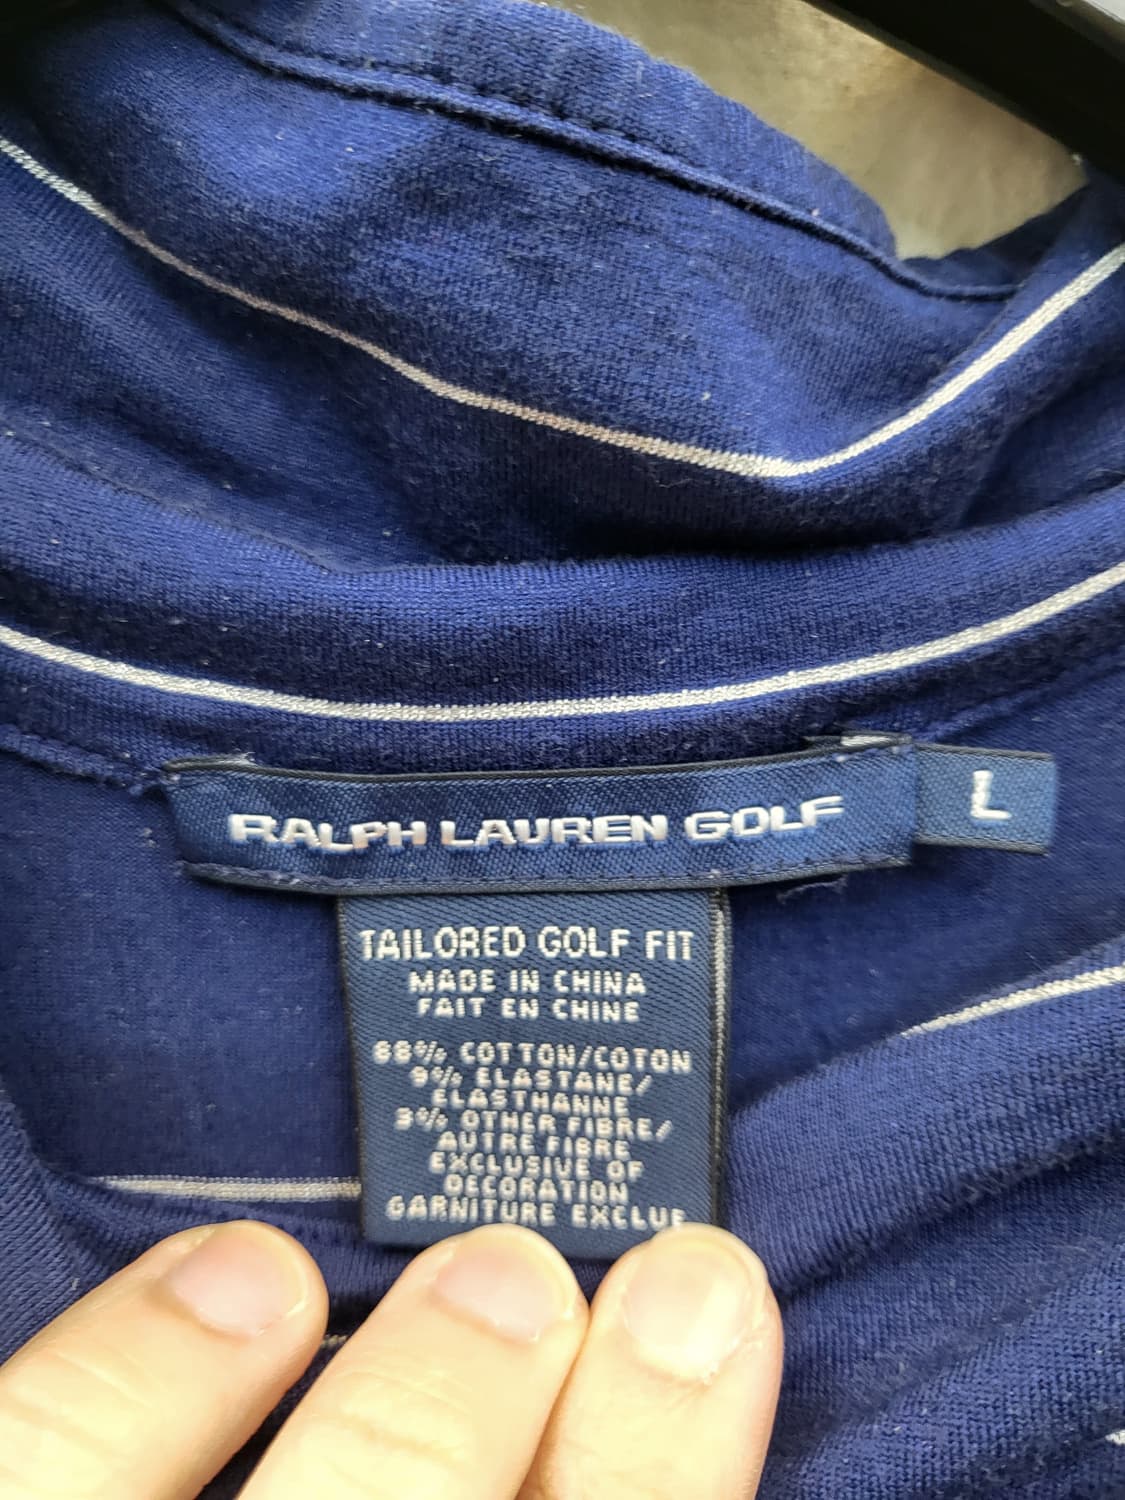 RALPH LAUREN GOLF
L
TAILORED GOLF FIT
MADE IN CHINA
FAIT EN CHINE
88% COTTON/COTON
9% ELASTANE/
ELASTHANNE
3% OTHER FIBRE/
AUTRE FIBRE
EXCLUSIVE OF
DECORATION
GARNITURE EXCLUE